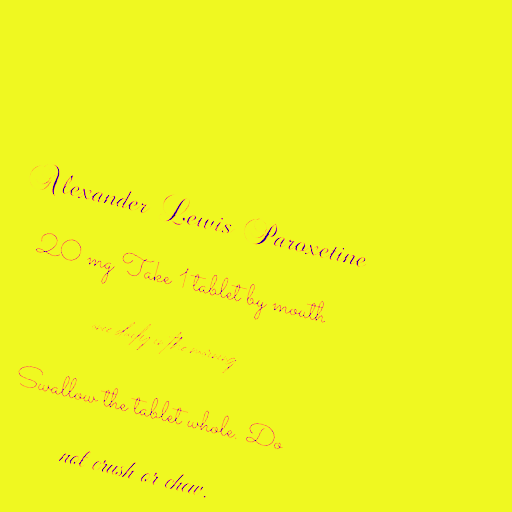 Alexander Lewis Paroxetine
20 mg Take 1 tablet by mouth
Swallow the tablet whole. Do
not crush or chew.